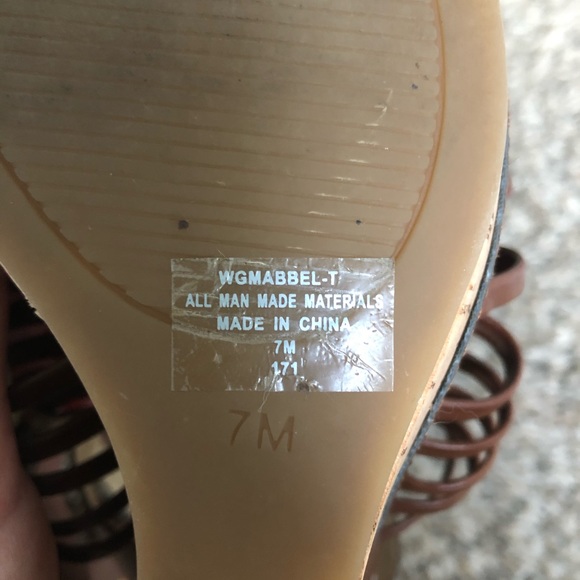 WGMABBEL-T
ALL MAN MADE MATERIALS
MADE IN CHINA
7M
171
7M